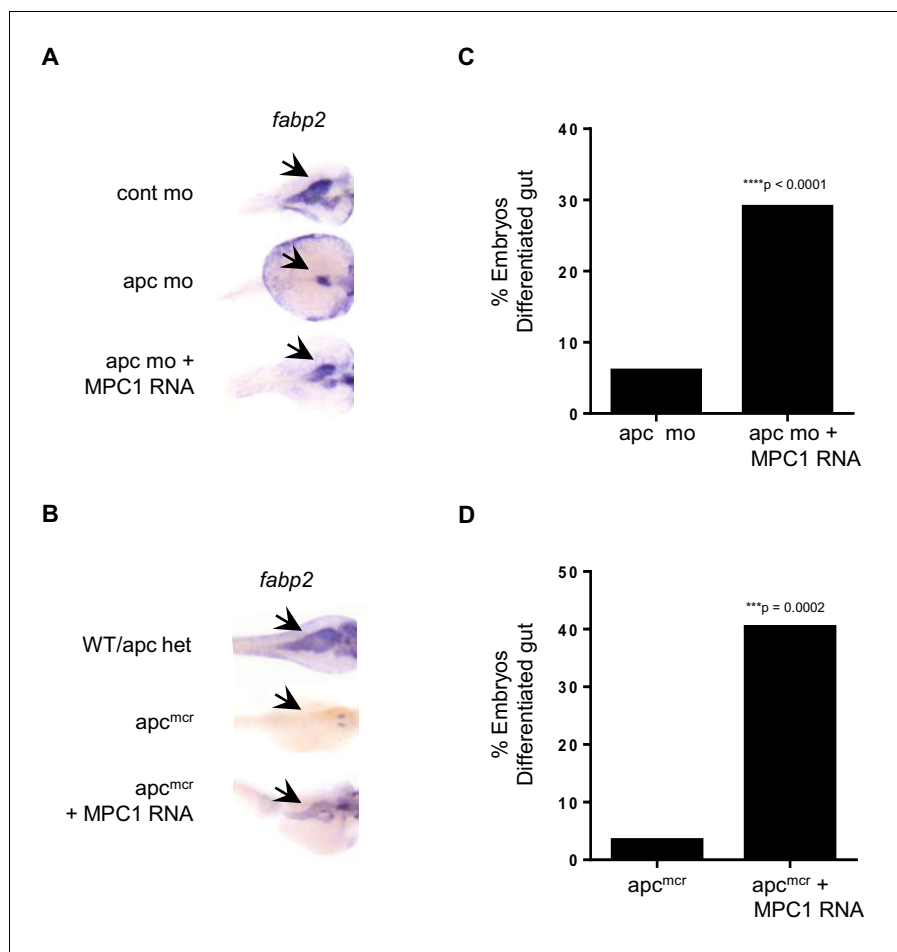 A
fabp2
cont mo
apc mo
apc mo +
MPC1 RNA
B
fabp2
WT/apc het
apcᵐᶜʳ
apcᵐᶜʳ
+ MPC1 RNA
C
% Embryos
Differentiated gut
40
30
20
10
0
****p < 0.0001
apc mo
apc mo +
MPC1 RNA
D
% Embryos
Differentiated gut
50
40
30
20
10
0
***p = 0.0002
apcᵐᶜʳ
apcᵐᶜʳ +
MPC1 RNA